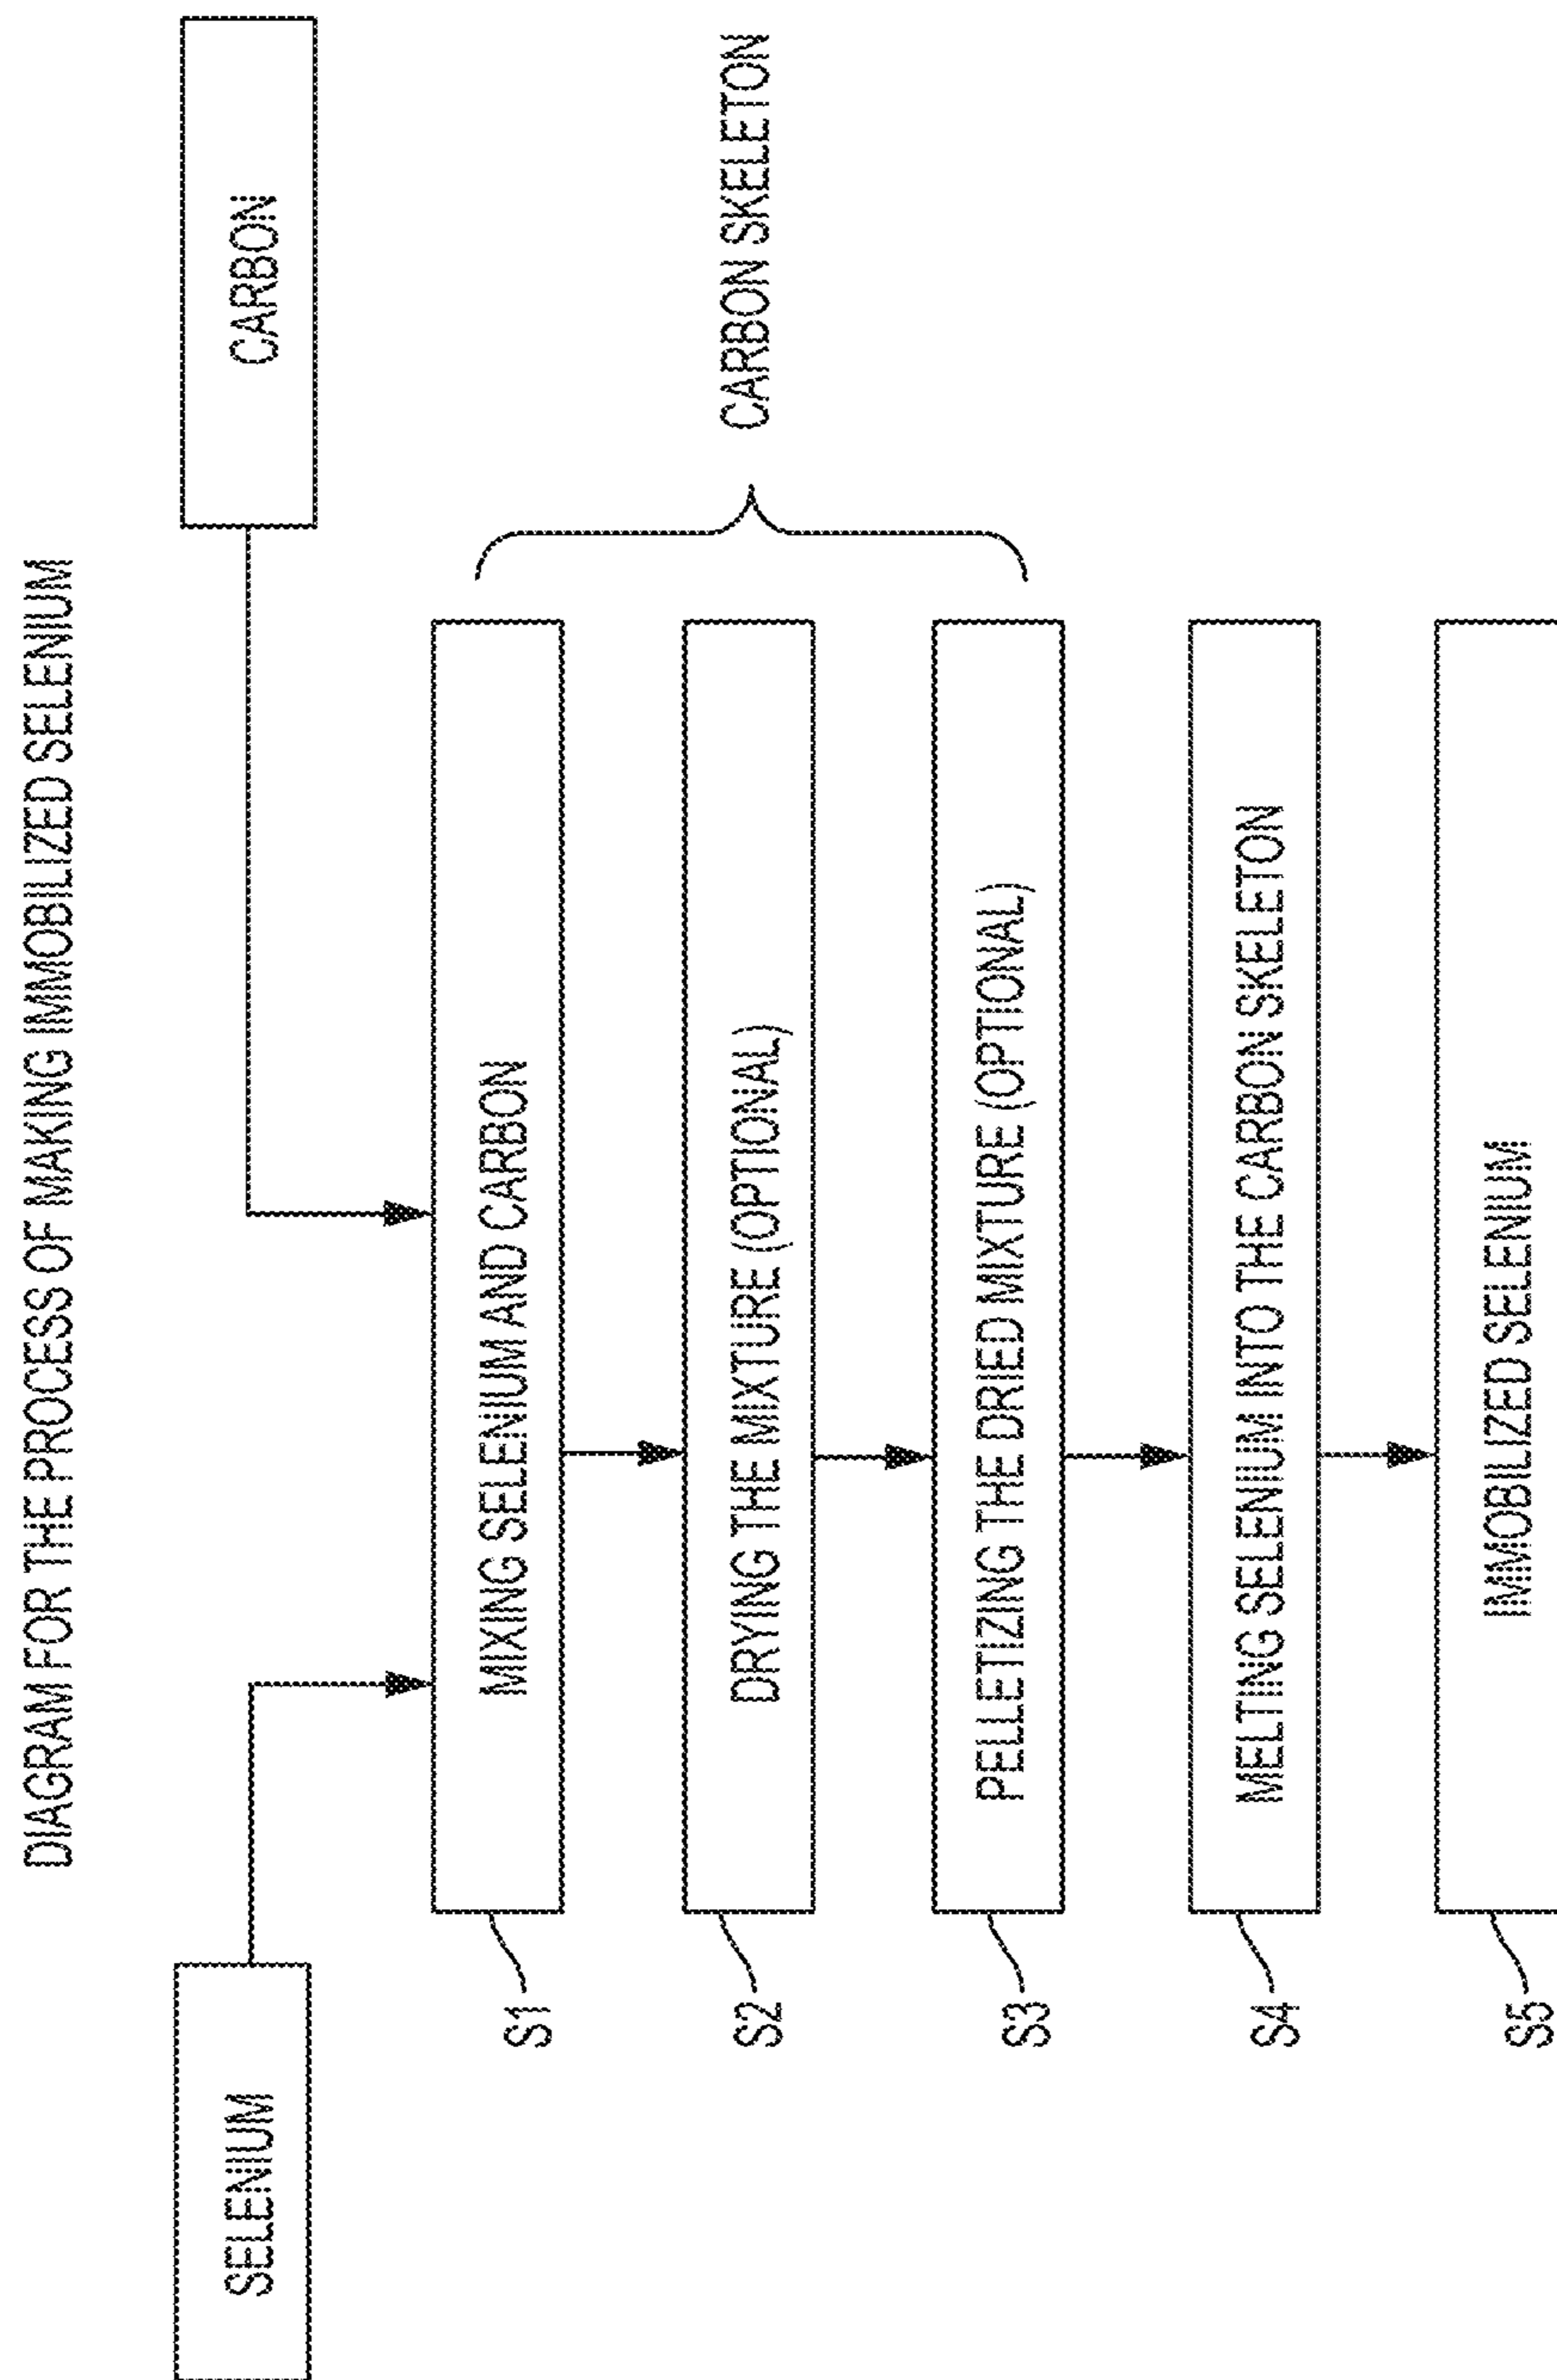 DIAGRAM FOR THE PROCESS OF MAKING IMMOBILIZED SELENIUM
SELENIUM
CARBON
S1
MIXING SELENIUM AND CARBON
S2
DRYING THE MIXTURE (OPTIONAL)
CARBON SKELETON
S3
PELLETIZING THE DRIED MIXTURE (OPTIONAL)
S4
MELTING SELENIUM INTO THE CARBON SKELETON
S5
IMMOBILIZED SELENIUM